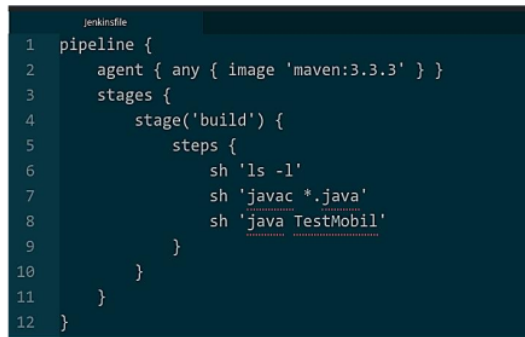 Jenkinsfile
1 pipeline {
2     agent { any { image 'maven:3.3.3' } }
3     stages {
4         stage('build') {
5             steps {
6                 sh 'ls -l'
7                 sh 'javac *.java'
8                 sh 'java TestMobil'
9             }
10         }
11     }
12 }